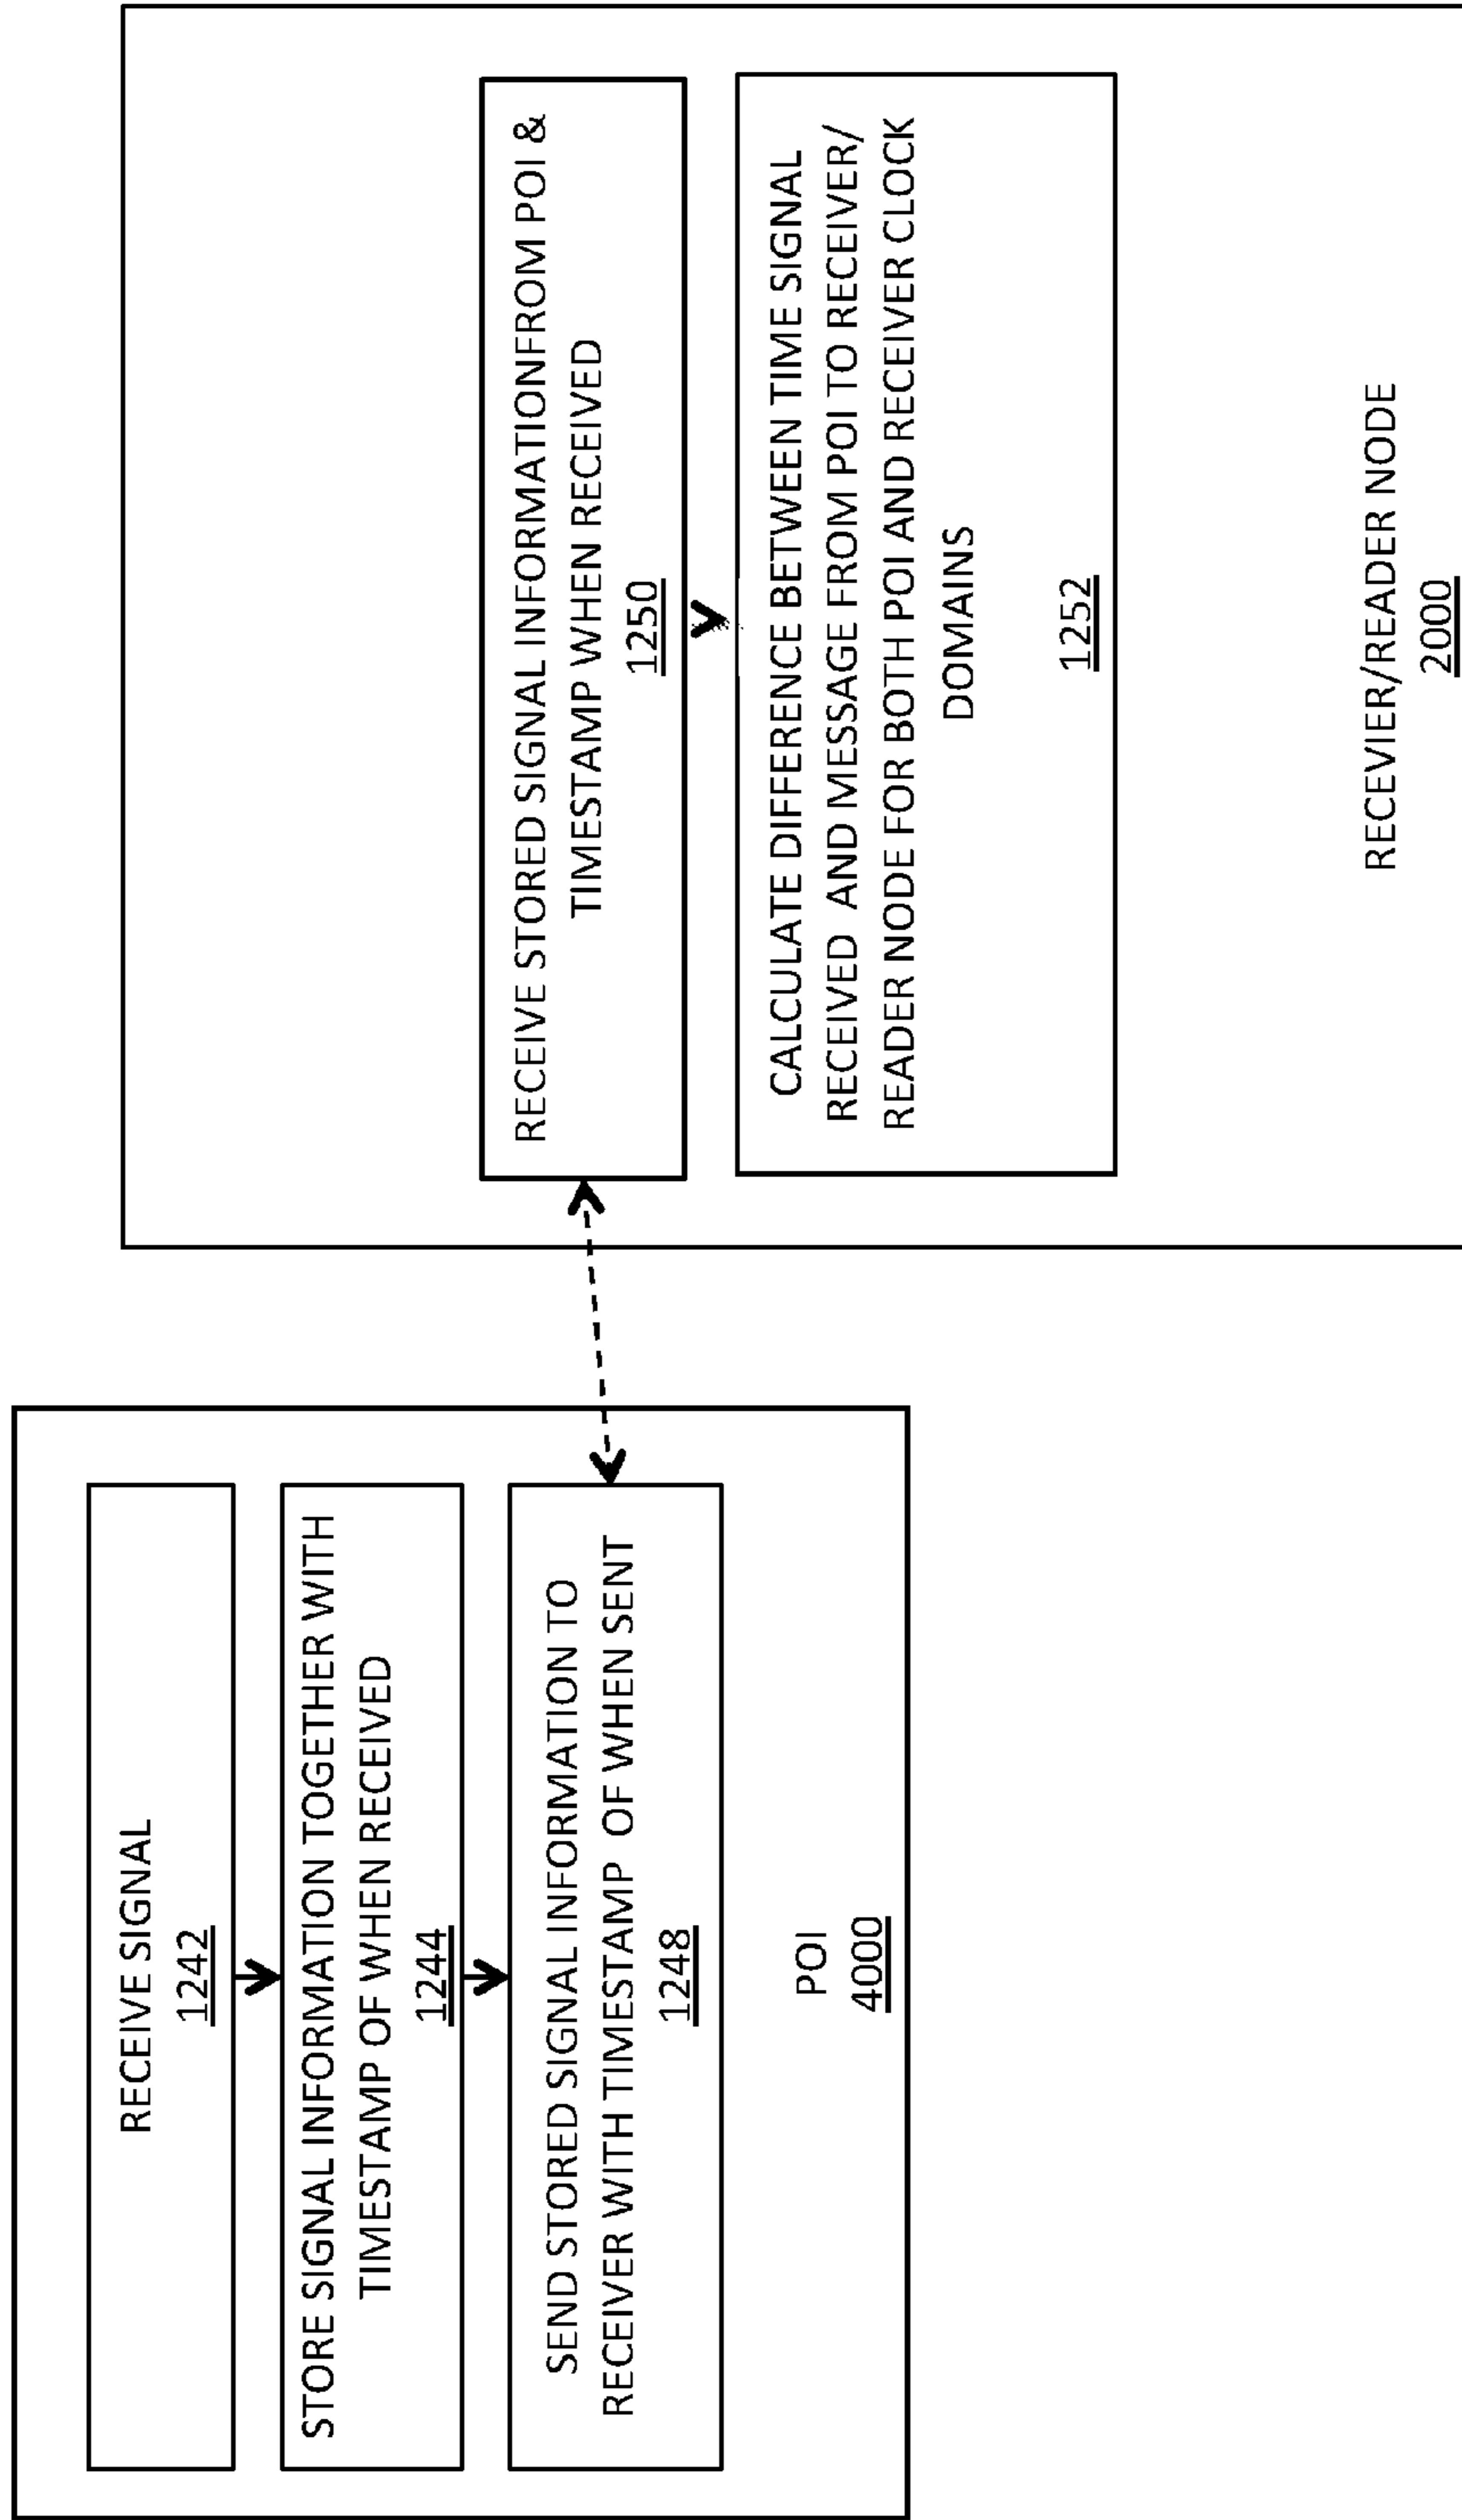 RECEIVE SIGNAL
1242
STORE SIGNAL INFORMATION TOGETHER WITH
TIMESTAMP OF WHEN RECEIVED
1244
SEND STORED SIGNAL INFORMATION TO
RECEIVER WITH TIMESTAMP OF WHEN SENT
1248
POI
4000
RECEIVE STORED SIGNAL INFORMATIONFROM POI &
TIMESTAMP WHEN RECEIVED
1250
CALCULATE DIFFERENCE BETWEEN TIME SIGNAL
RECEIVED AND MESSAGE FROM POI TO RECEIVER/
READER NODE FOR BOTH POI AND RECEIVER CLOCK
DOMAINS
1252
RECEVIER/READER NODE
2000